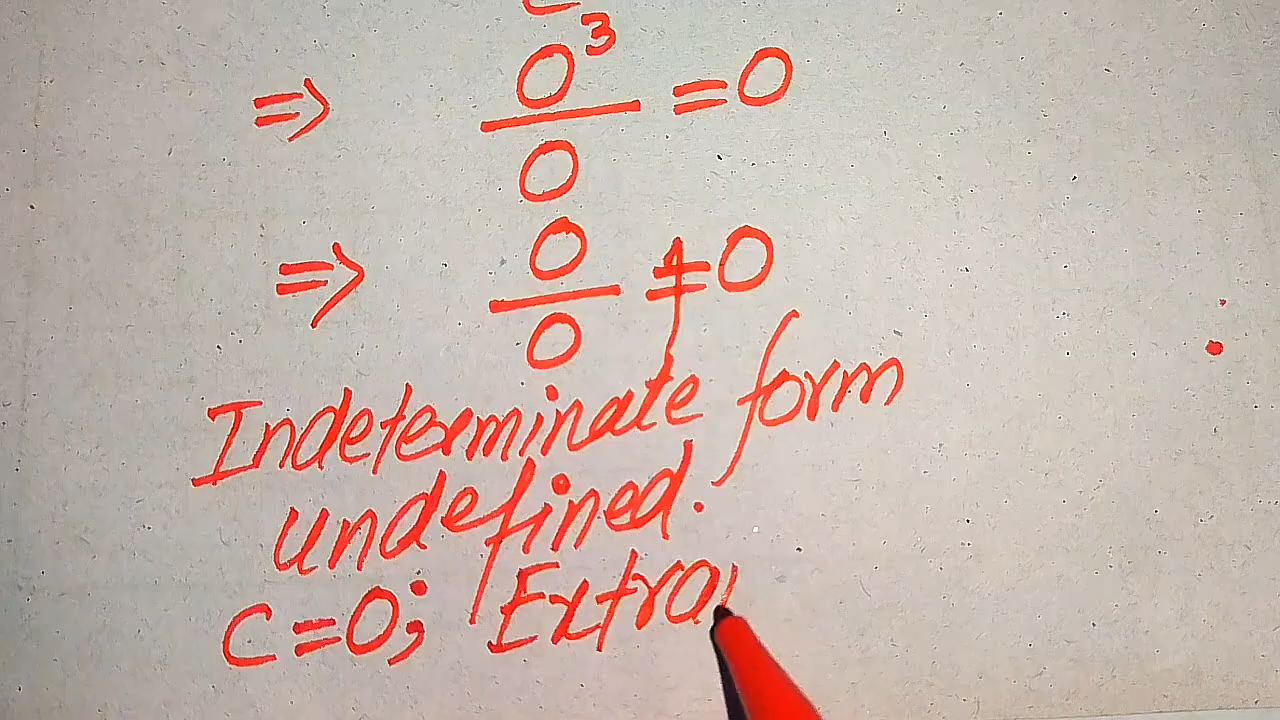 ⇒ 0³/0 = 0
⇒ 0/0 ≠ 0
Indeterminate form
undefined.
C = 0; Extra